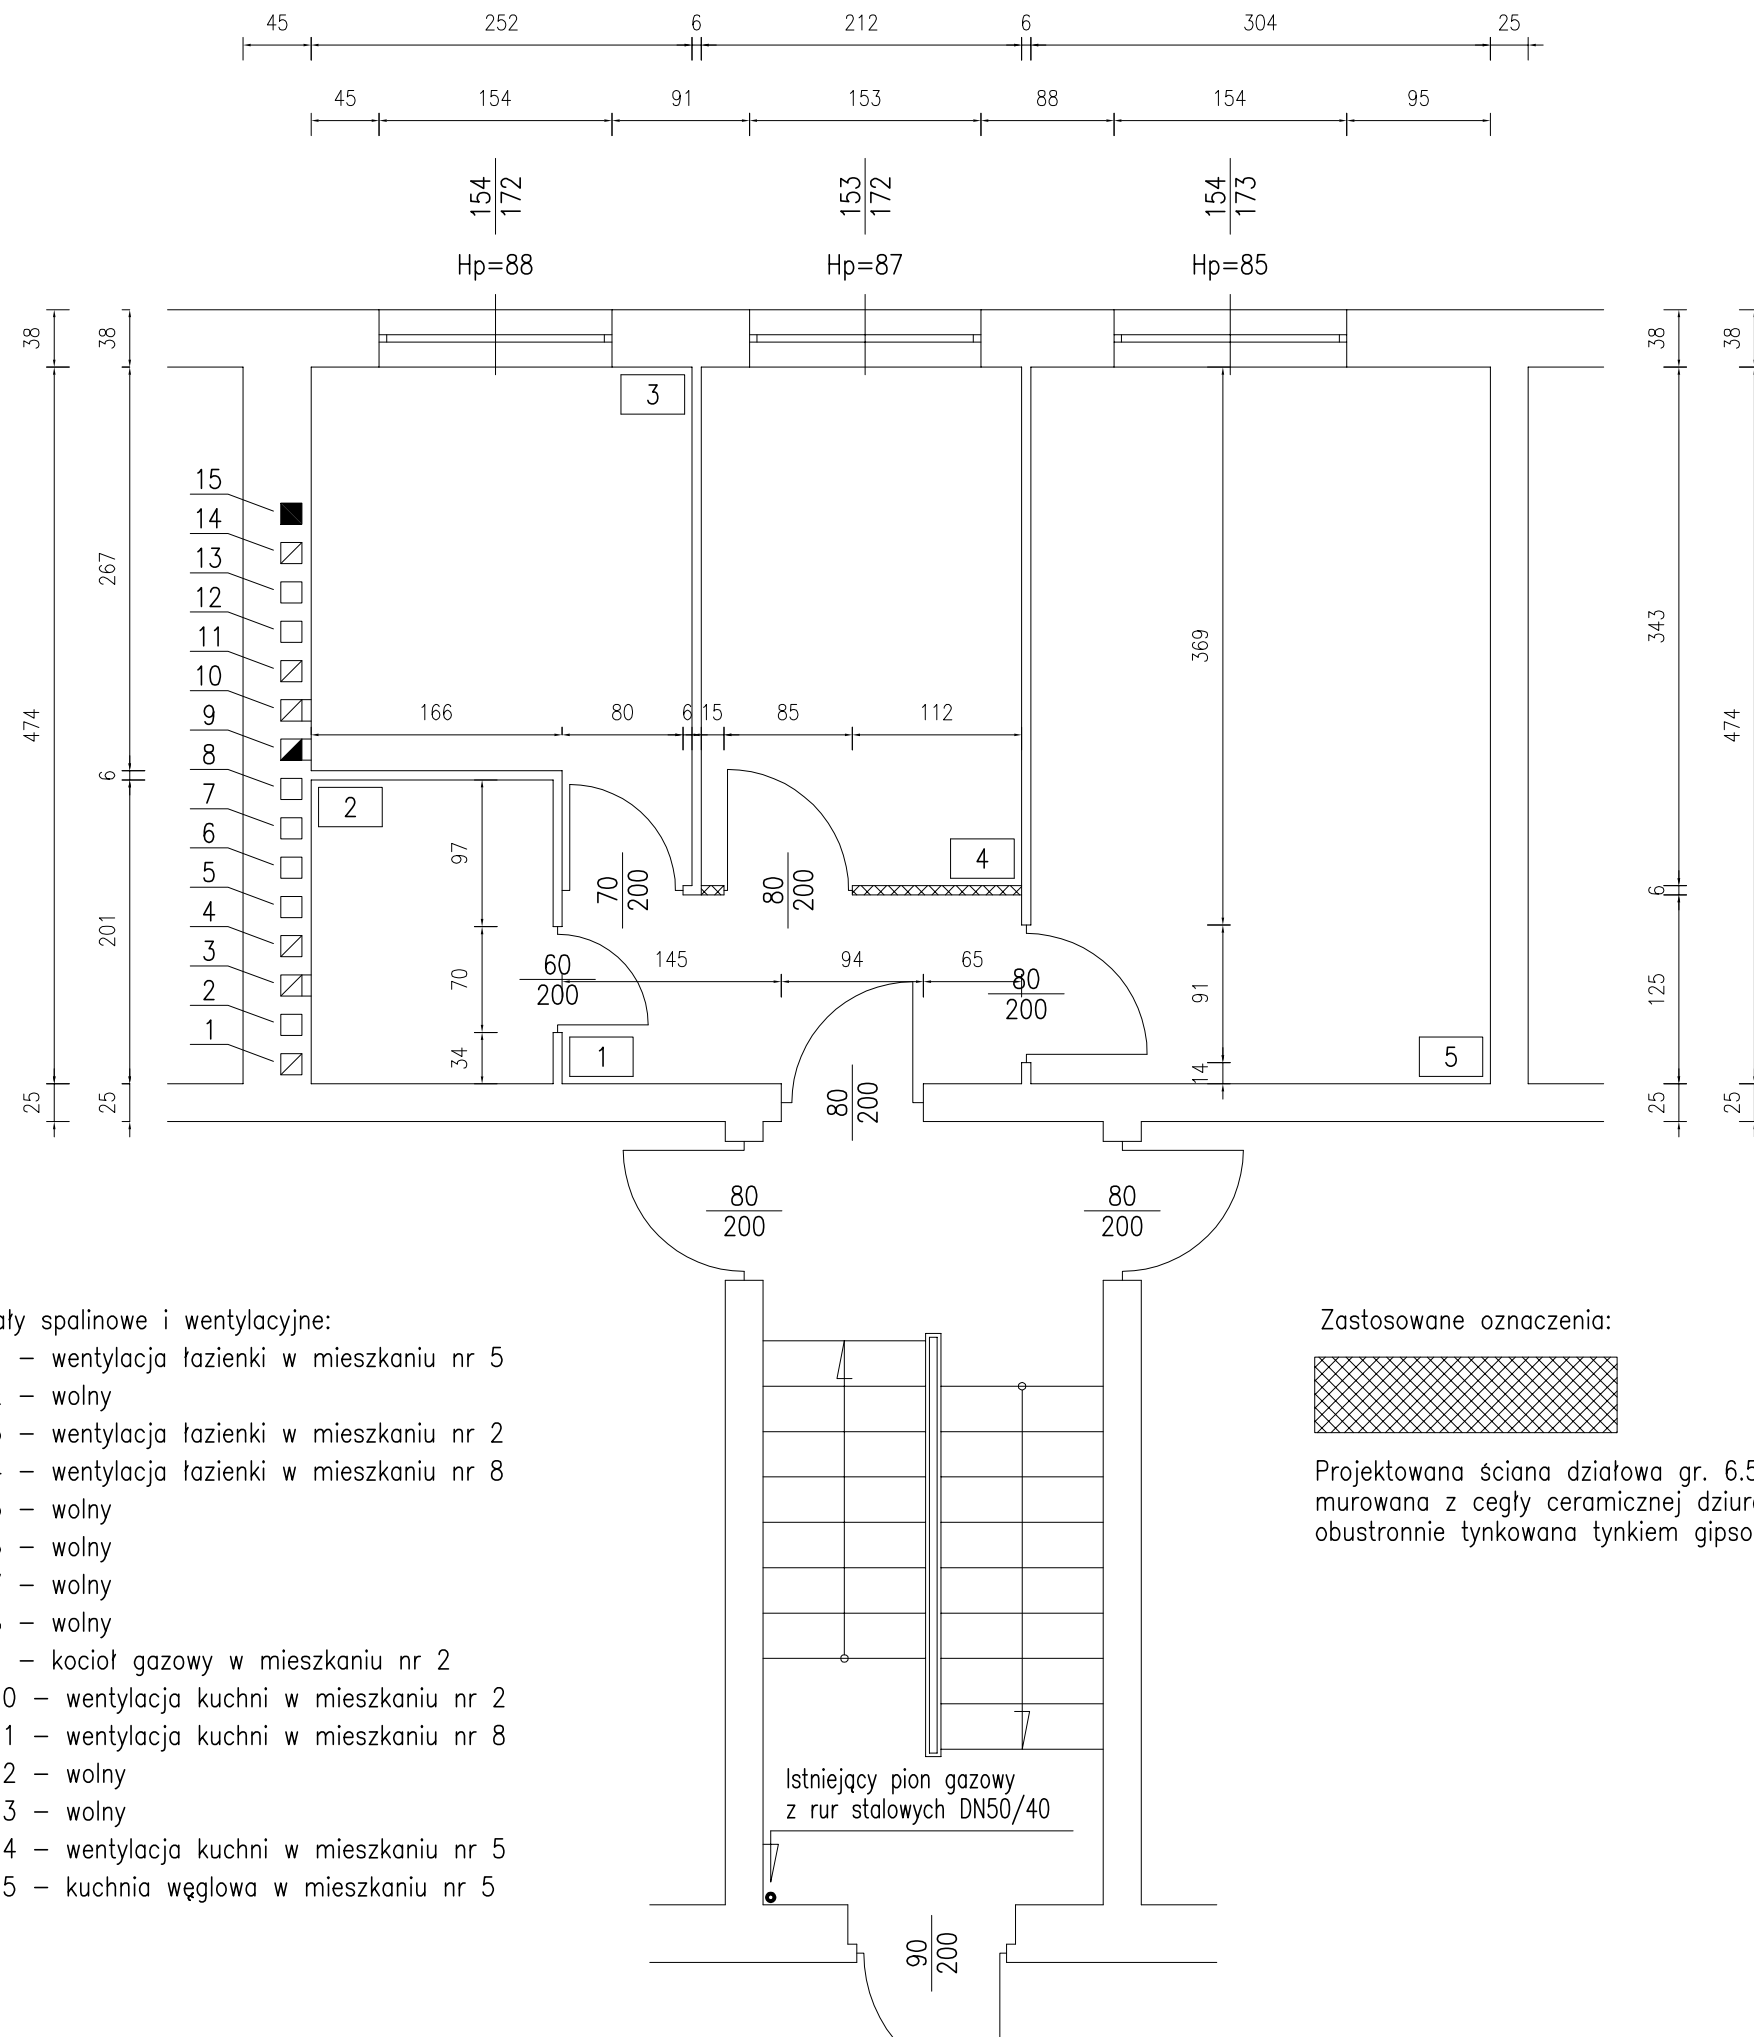 45 252 6 212 6 304 25
45 154 91 153 88 154 95
154 172 153 172 154 173
Hp=88 Hp=87 Hp=85
38 38 38 38
3
15
14
13
12
11
10
9
8
7
6
5
4
3
2
1
267
343
369
474
474
166 80 6 15 85 112
6
2
97
4
70 200
80 200
6
201
145 94 65
60
200
80
200
70
91
125
34
1
14
5
25 25 25 25
80 200
80
200
80
200
ały spalinowe i wentylacyjne:
– wentylacja łazienki w mieszkaniu nr 5
– wolny
– wentylacja łazienki w mieszkaniu nr 2
– wentylacja łazienki w mieszkaniu nr 8
– wolny
– wolny
– wolny
– wolny
– kocioł gazowy w mieszkaniu nr 2
0 – wentylacja kuchni w mieszkaniu nr 2
1 – wentylacja kuchni w mieszkaniu nr 8
2 – wolny
3 – wolny
4 – wentylacja kuchni w mieszkaniu nr 5
5 – kuchnia węglowa w mieszkaniu nr 5
Zastosowane oznaczenia:
Projektowana ściana działowa gr. 6.5
murowana z cegły ceramicznej dziur
obustronnie tynkowana tynkiem gipso
Istniejący pion gazowy
z rur stalowych DN50/40
90 200